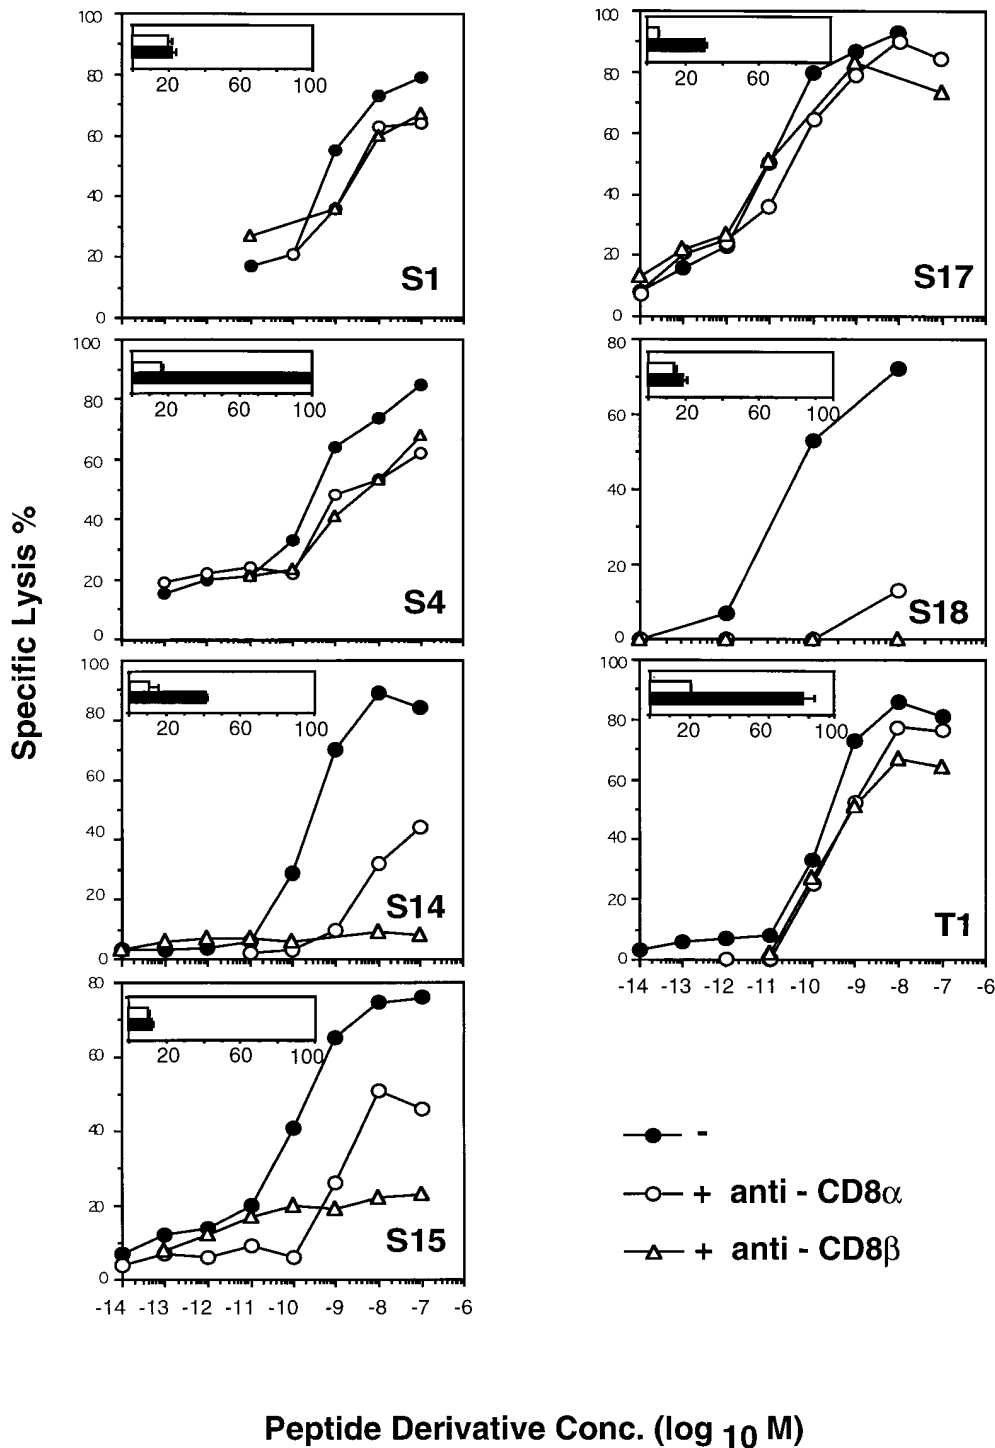 Specific Lysis %
100
80
60
40
20
0
20 60 100
S1
100
80
60
40
20
0
20 60 100
S4
100
80
60
40
20
0
20 60 100
S14
80
60
40
20
0
20 60 100
S15
-14 -13 -12 -11 -10 -9 -8 -7 -6
100
80
60
40
20
0
20 60
S17
80
60
40
20
0
20 60 100
S18
100
80
60
40
20
0
20 60 100
T1
-14 -13 -12 -11 -10 -9 -8 -7 -6
-
+ anti - CD8α
+ anti - CD8β
Peptide Derivative Conc. (log 10 M)